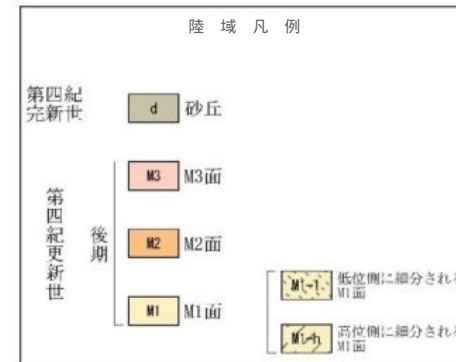 陸域凡例
第四紀
完新世
d 砂丘
第四紀更新世
後期
M3 M3面
M2 M2面
M1 M1面
M1-l 低位側に細分される
M1面
M1-h 高位側に細分される
M1面